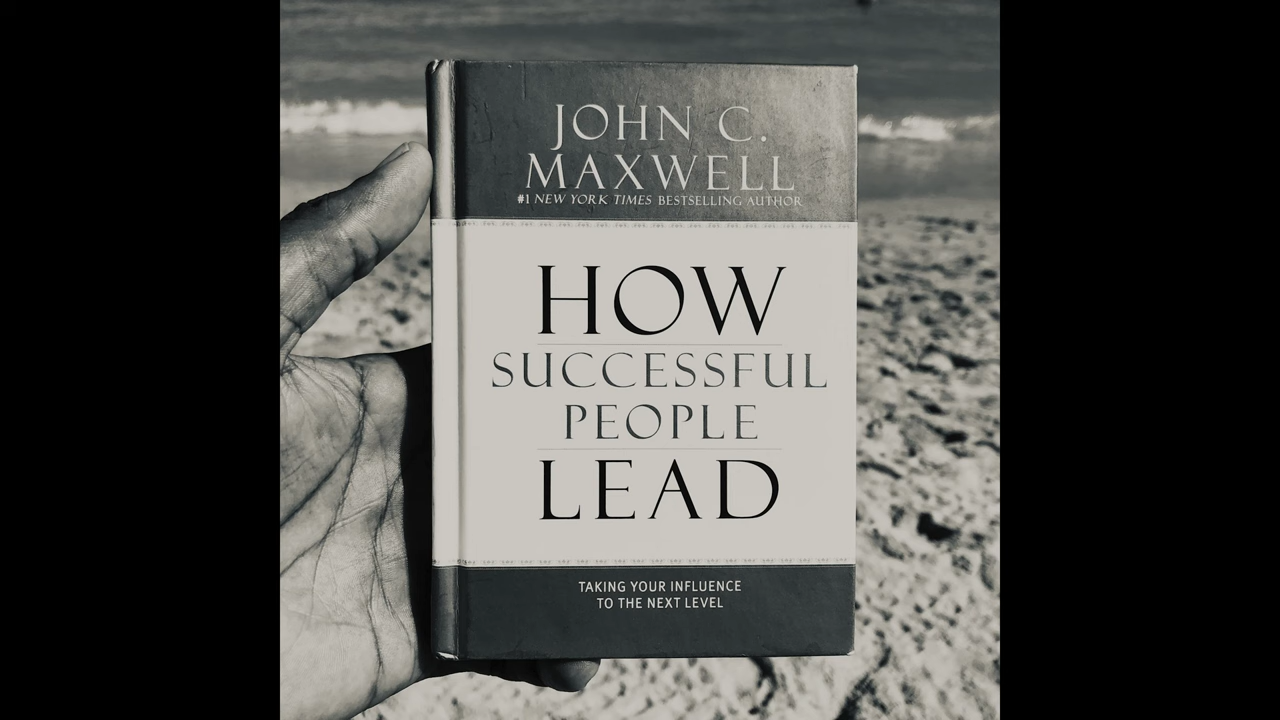 JOHN C.
MAXWELL
#1 NEW YORK TIMES BESTSELLING AUTHOR
HOW
SUCCESSFUL
PEOPLE
LEAD
TAKING YOUR INFLUENCE
TO THE NEXT LEVEL